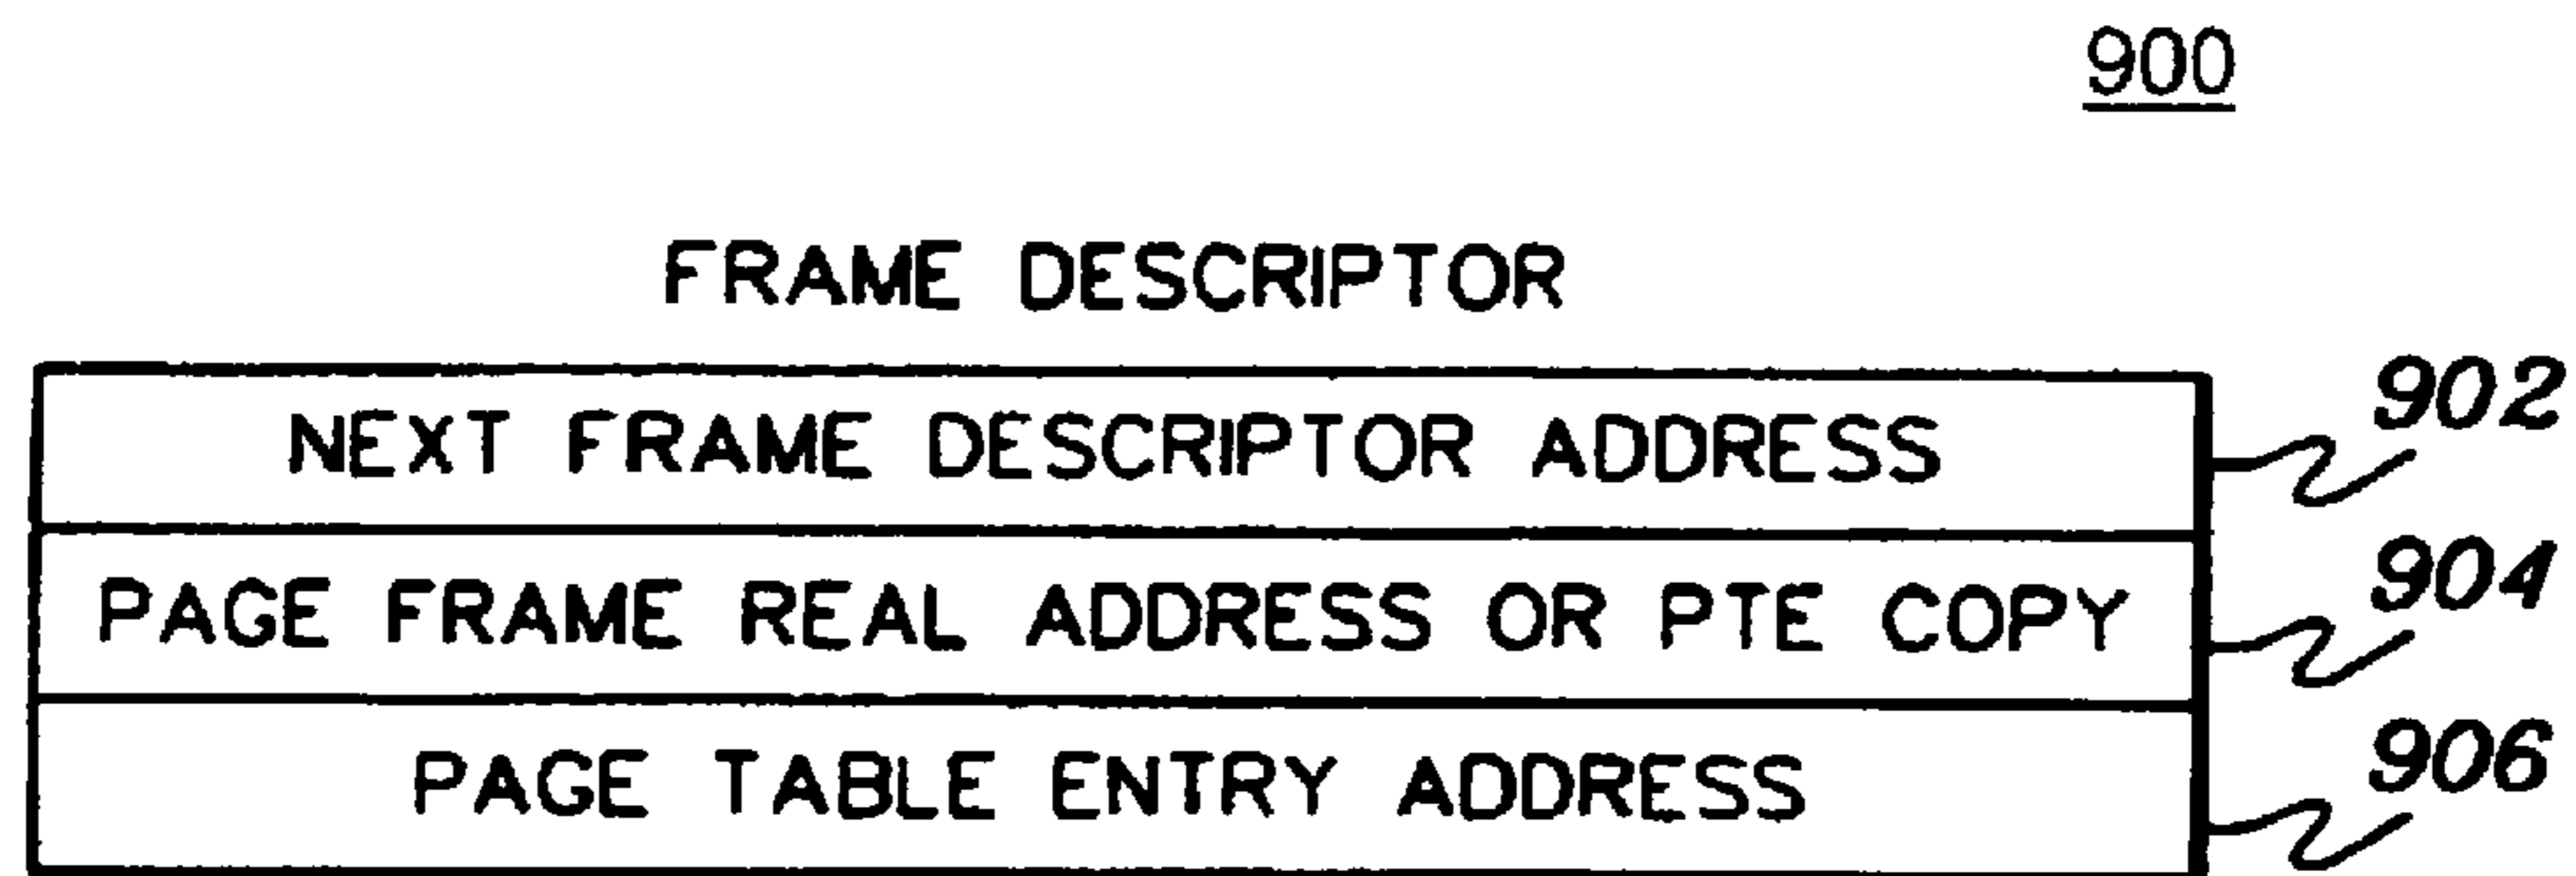 900
FRAME DESCRIPTOR
NEXT FRAME DESCRIPTOR ADDRESS 902
PAGE FRAME REAL ADDRESS OR PTE COPY 904
PAGE TABLE ENTRY ADDRESS 906